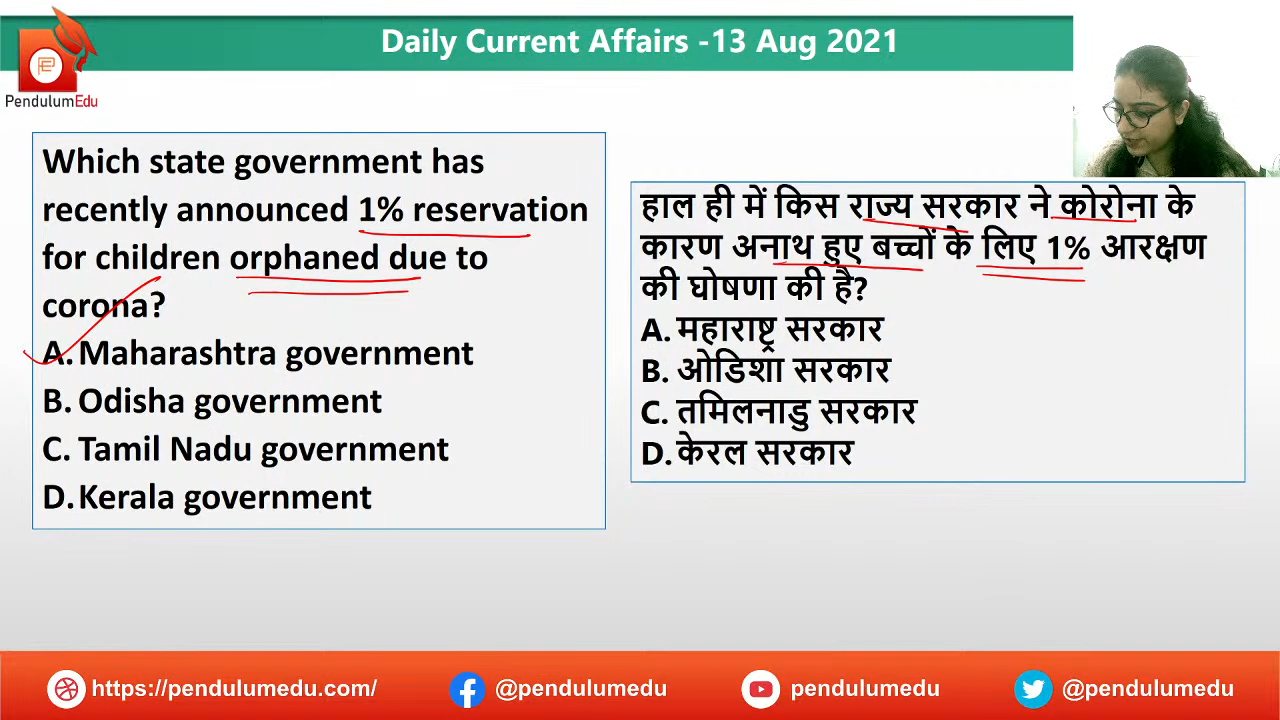 Daily Current Affairs -13 Aug 2021
PE
PendulumEdu
Which state government has
recently announced 1% reservation
for children orphaned due to
corona?
A. Maharashtra government
B. Odisha government
C. Tamil Nadu government
D. Kerala government
हाल ही में किस राज्य सरकार ने कोरोना के
कारण अनाथ हुए बच्चों के लिए 1% आरक्षण
की घोषणा की है?
A. महाराष्ट्र सरकार
B. ओडिशा सरकार
C. तमिलनाडु सरकार
D. केरल सरकार
https://pendulumedu.com/
@pendulumedu
pendulumedu
@pendulumedu